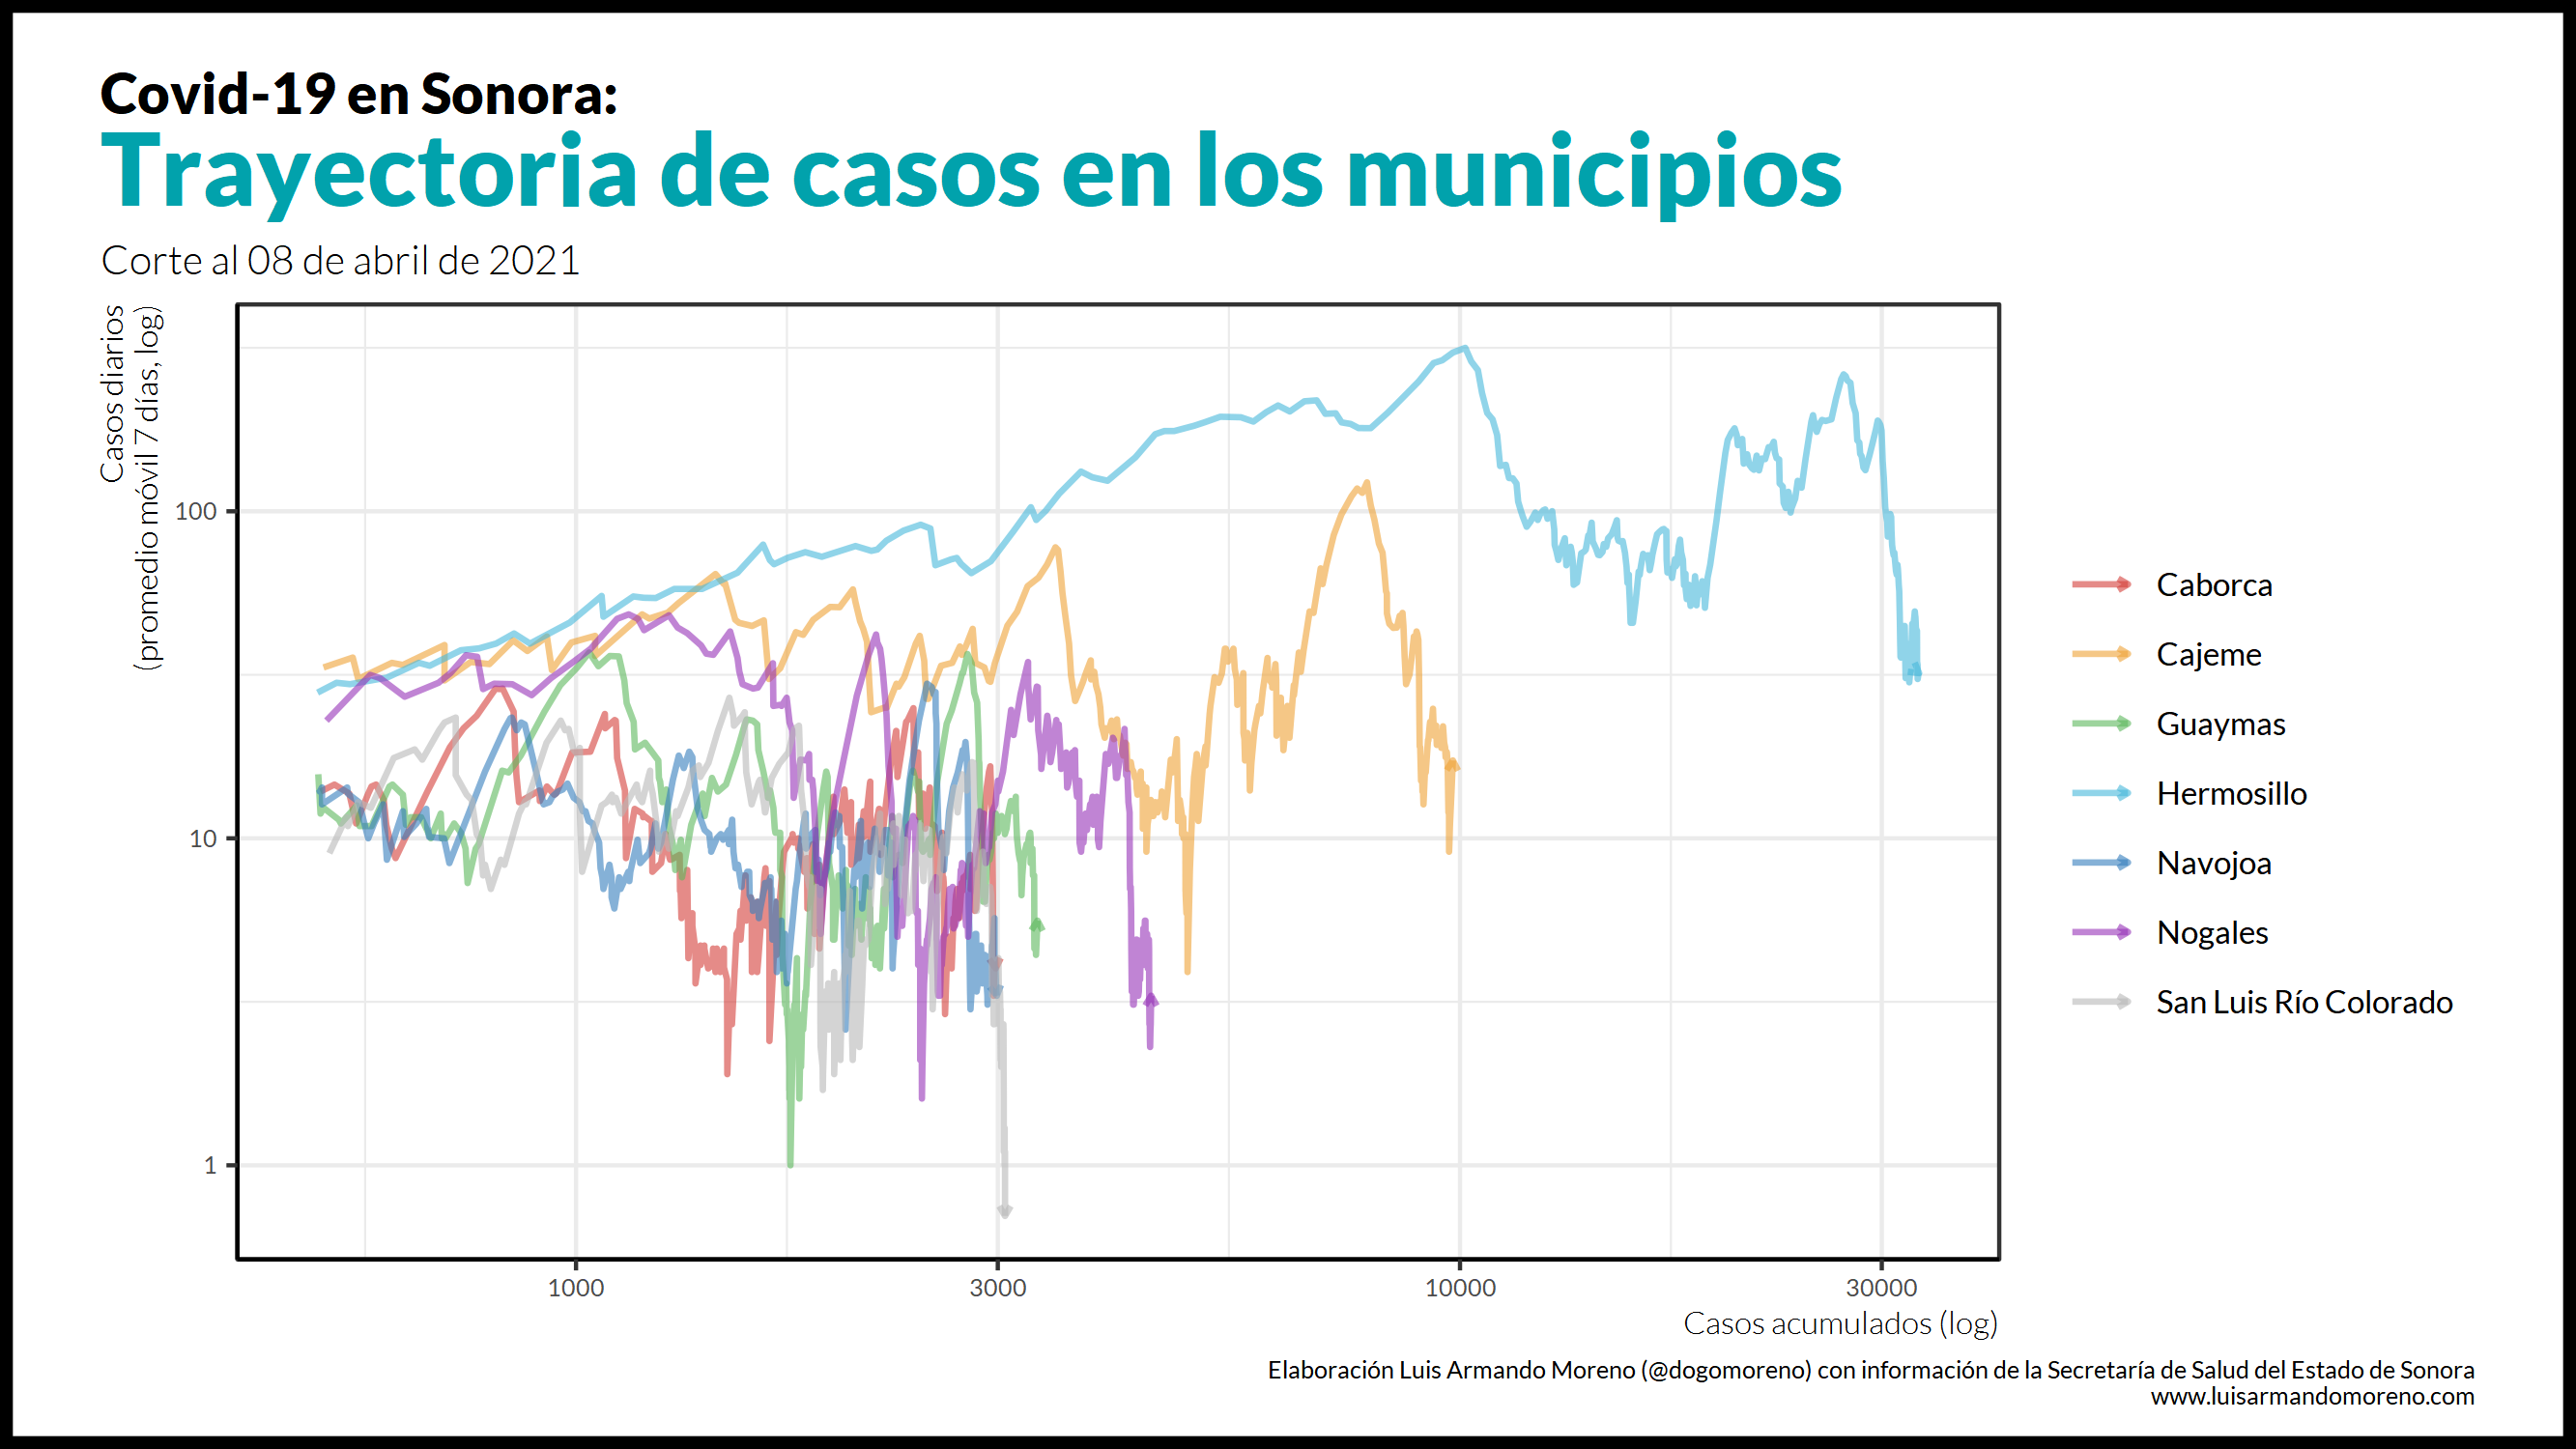 Covid-19 en Sonora:
Trayectoria de casos en los municipios
Corte al 08 de abril de 2021
Casos diarios
(promedio móvil 7 días, log)
100
10
1
1000
3000
10000
30000
Casos acumulados (log)
Caborca
Cajeme
Guaymas
Hermosillo
Navojoa
Nogales
San Luis Río Colorado
Elaboración Luis Armando Moreno (@dogomoreno) con información de la Secretaría de Salud del Estado de Sonora
www.luisarmandomoreno.com